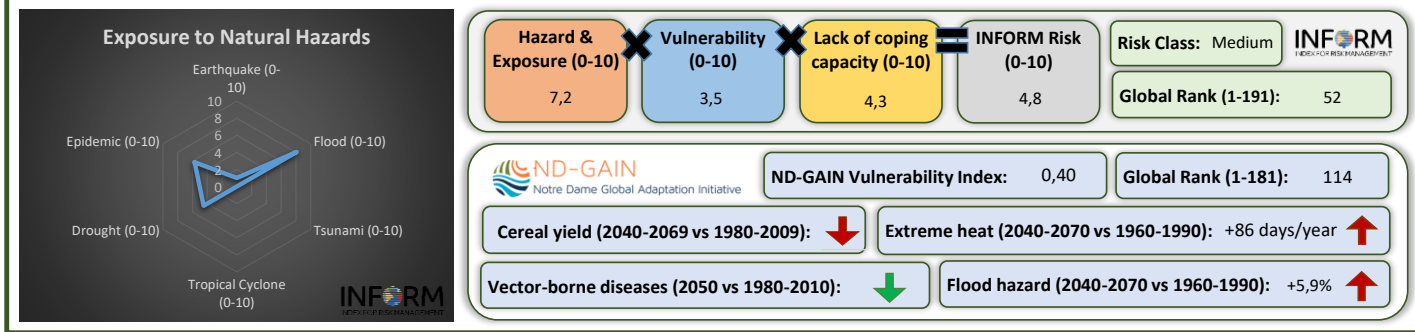 Exposure to Natural Hazards
Earthquake (0-
10)
10
8
6
4
2
0
Epidemic (0-10)
Flood (0-10)
Drought (0-10)
Tsunami (0-10)
Tropical Cyclone
(0-10)
INFORM
INDEX FOR RISK MANAGEMENT
Hazard &
Exposure (0-10)
7,2
Vulnerability
(0-10)
3,5
Lack of coping
capacity (0-10)
4,3
INFORM Risk
(0-10)
4,8
Risk Class: Medium
INFORM
INDEX FOR RISK MANAGEMENT
Global Rank (1-191): 52
ND-GAIN
Notre Dame Global Adaptation Initiative
ND-GAIN Vulnerability Index: 0,40
Global Rank (1-181): 114
Cereal yield (2040-2069 vs 1980-2009):
Extreme heat (2040-2070 vs 1960-1990): +86 days/year
Vector-borne diseases (2050 vs 1980-2010):
Flood hazard (2040-2070 vs 1960-1990): +5,9%